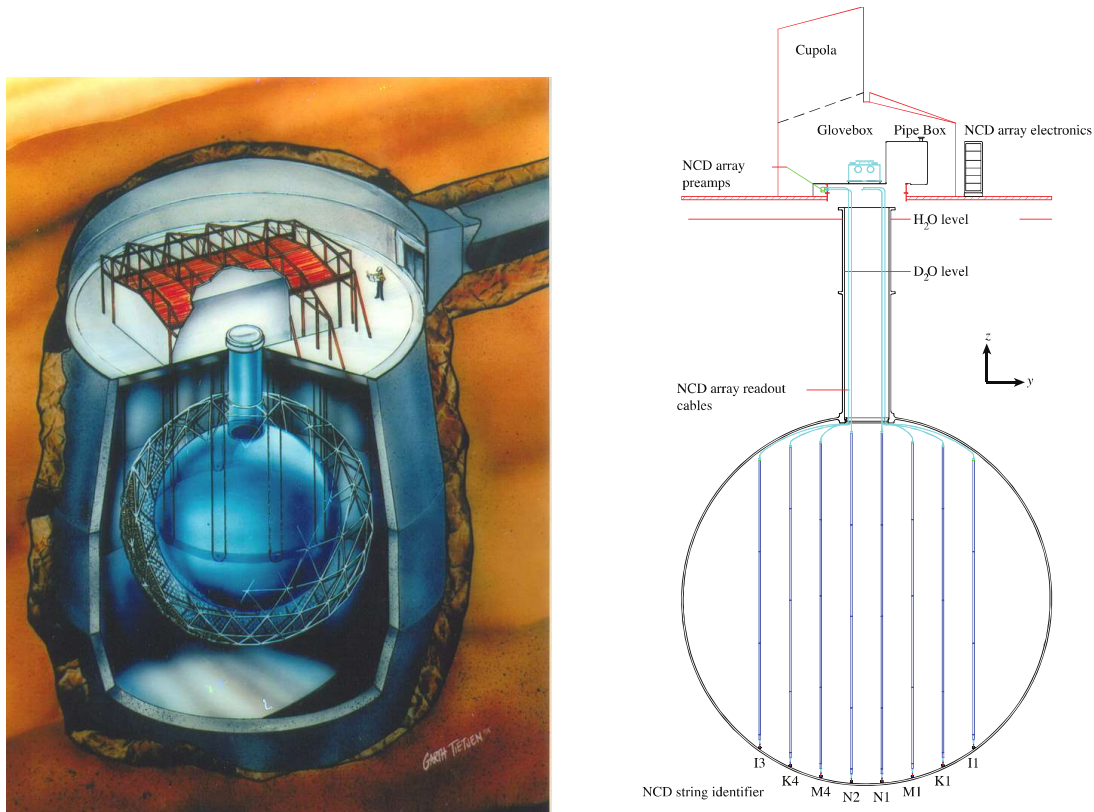 Cupola
Glovebox
Pipe Box
NCD array electronics
NCD array
preamps
H2O level
D2O level
z
y
NCD array readout
cables
I3
K4
M4
N2
N1
M1
K1
I1
NCD string identifier
GARTH TIETJEN